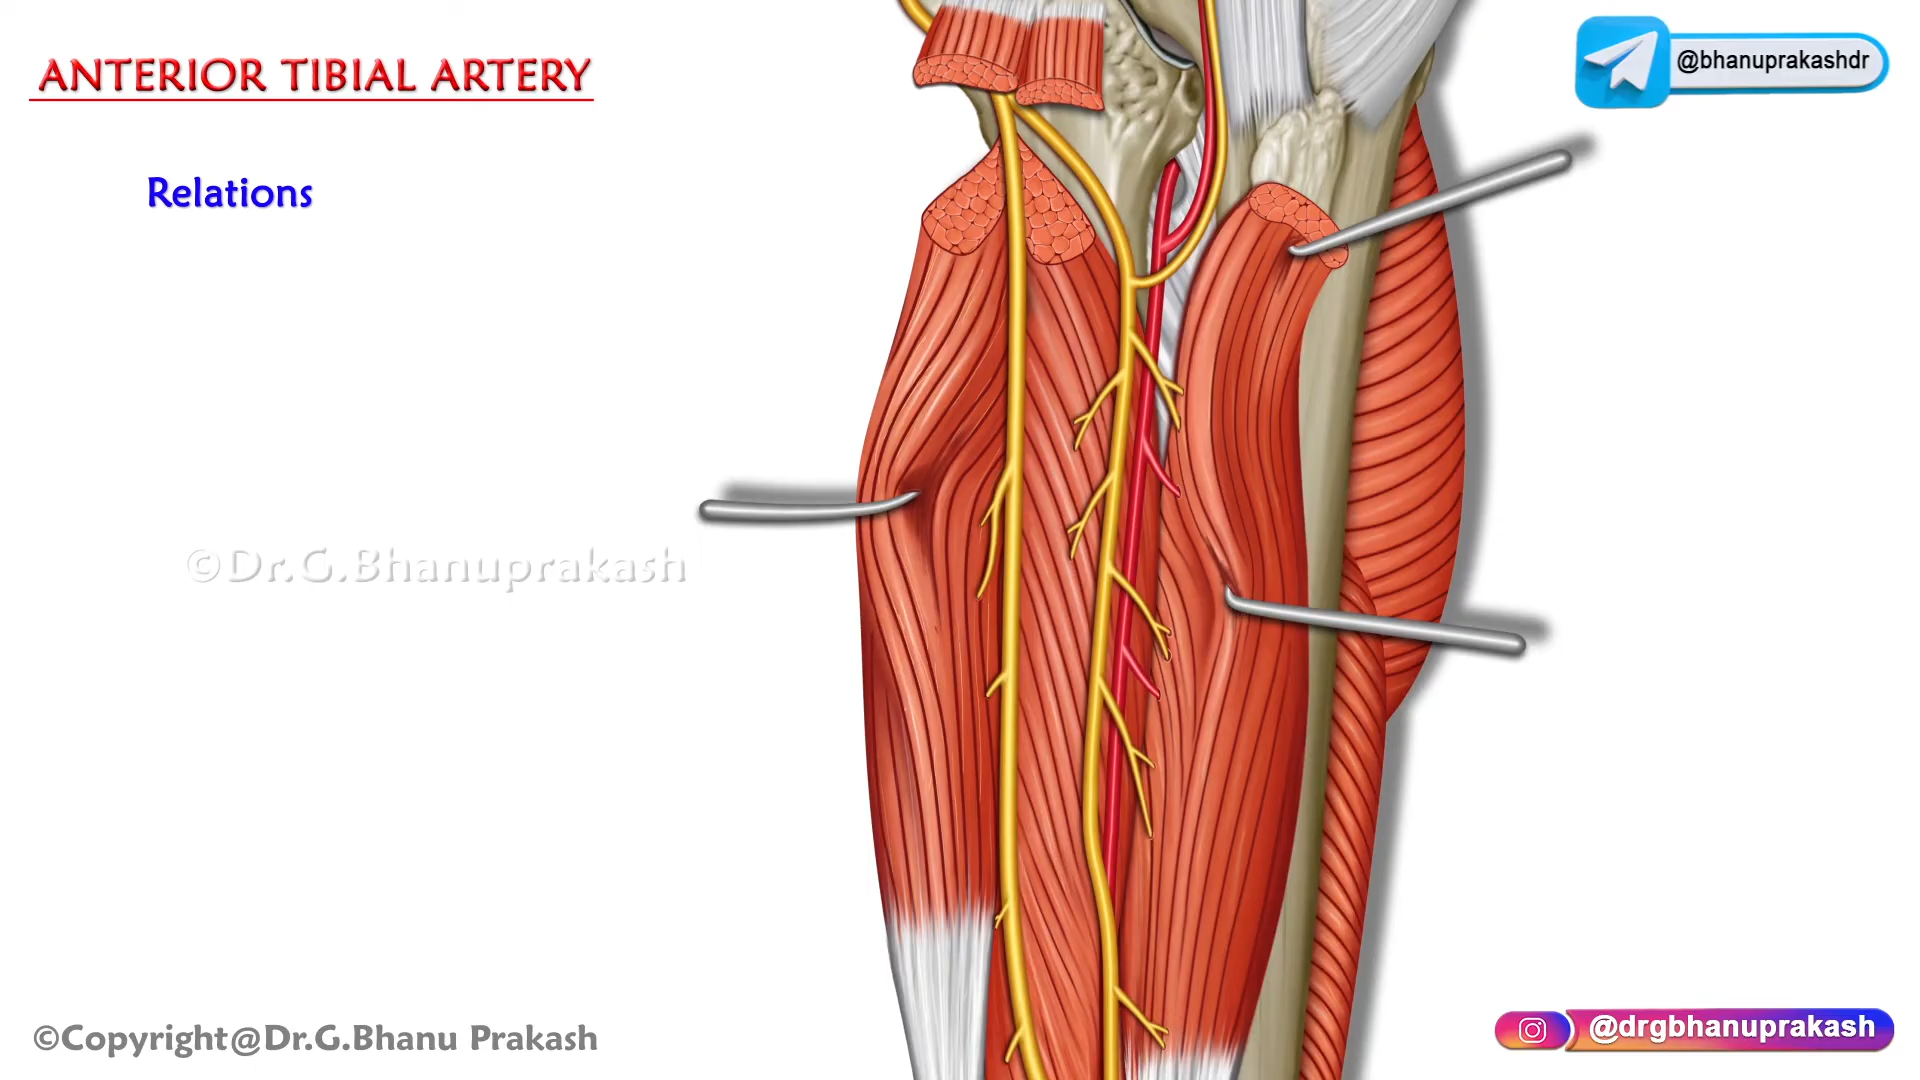 ANTERIOR TIBIAL ARTERY
@bhanuprakashdr
Relations
©Dr.G.Bhanuprakash
©Copyright@Dr.G.Bhanu Prakash
@drgbhanuprakash